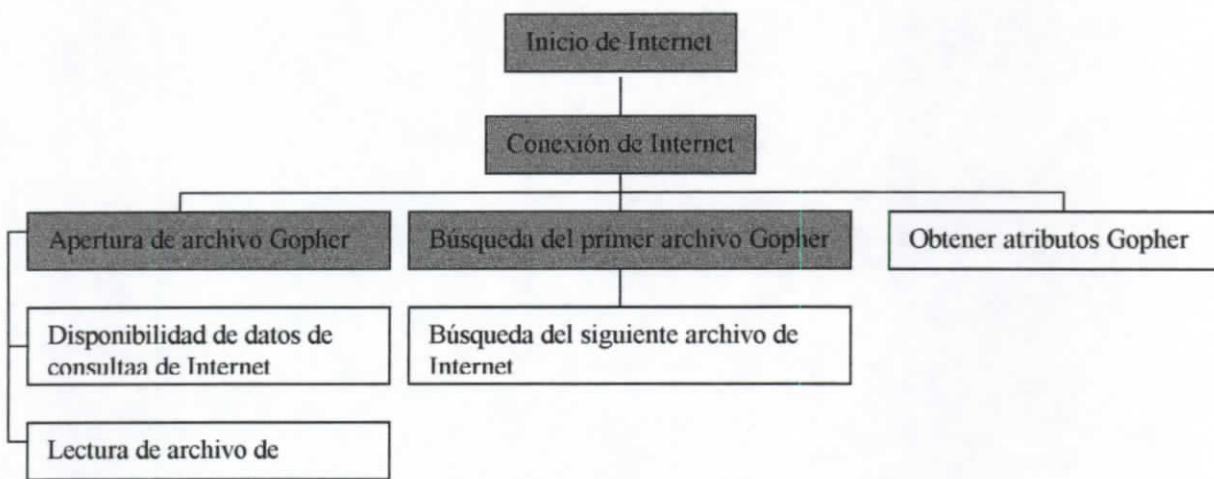 Inicio de Internet
Conexión de Internet
Apertura de archivo Gopher
Búsqueda del primer archivo Gopher
Obtener atributos Gopher
Disponibilidad de datos de
consultaa de Internet
Búsqueda del siguiente archivo de
Internet
Lectura de archivo de